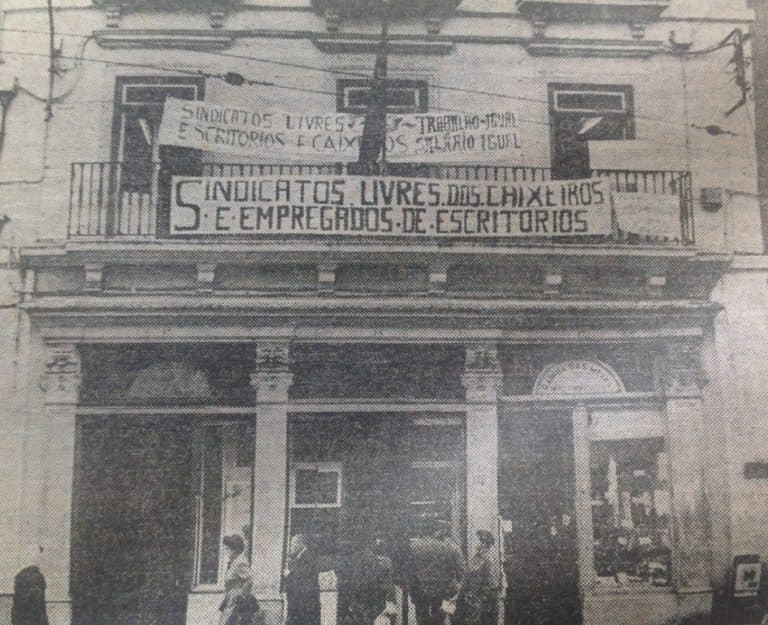 SINDICATOS LIVRES
TRABALHO-IGUAL
ESCRITORIOS E CAIXEIROS
SALÁRIO IGUAL
SINDICATOS.LIVRES.DOS.CAIXEIROS
E·EMPREGADOS·DE·ESCRITORIOS